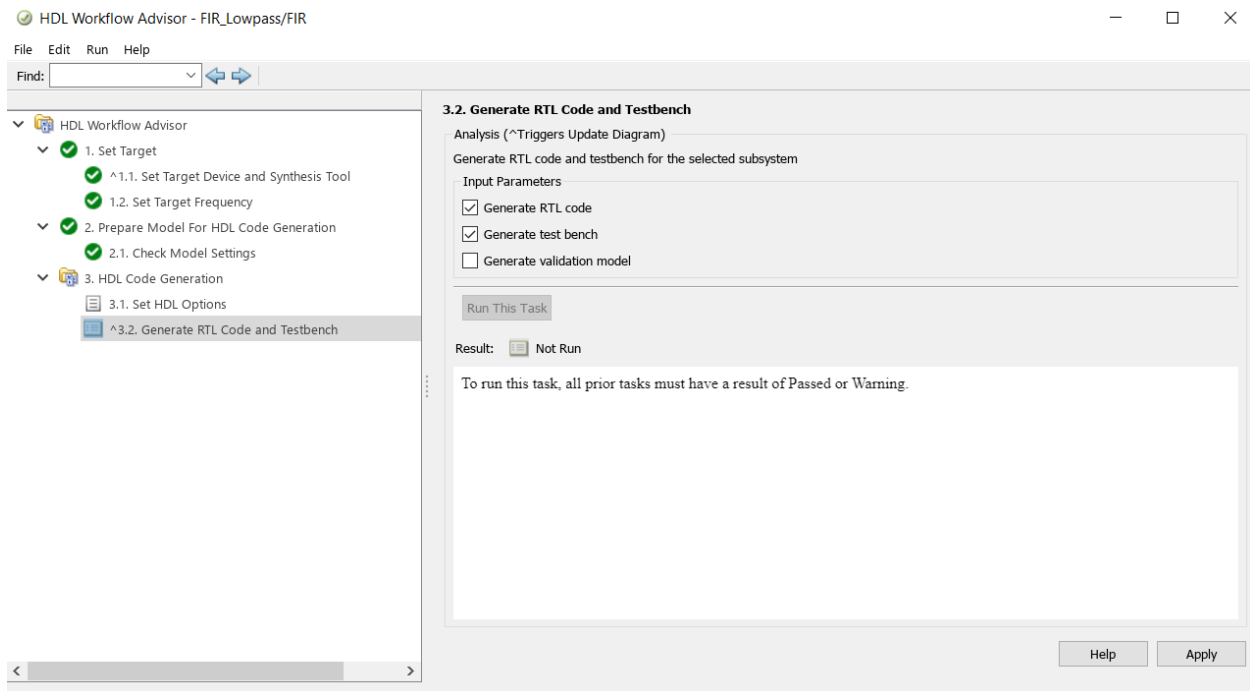 HDL Workflow Advisor - FIR_Lowpass/FIR
File Edit Run Help
Find:
HDL Workflow Advisor
1. Set Target
^1.1. Set Target Device and Synthesis Tool
1.2. Set Target Frequency
2. Prepare Model For HDL Code Generation
2.1. Check Model Settings
3. HDL Code Generation
3.1. Set HDL Options
^3.2. Generate RTL Code and Testbench
3.2. Generate RTL Code and Testbench
Analysis (^Triggers Update Diagram)
Generate RTL code and testbench for the selected subsystem
Input Parameters
Generate RTL code
Generate test bench
Generate validation model
Run This Task
Result: Not Run
To run this task, all prior tasks must have a result of Passed or Warning.
Help Apply